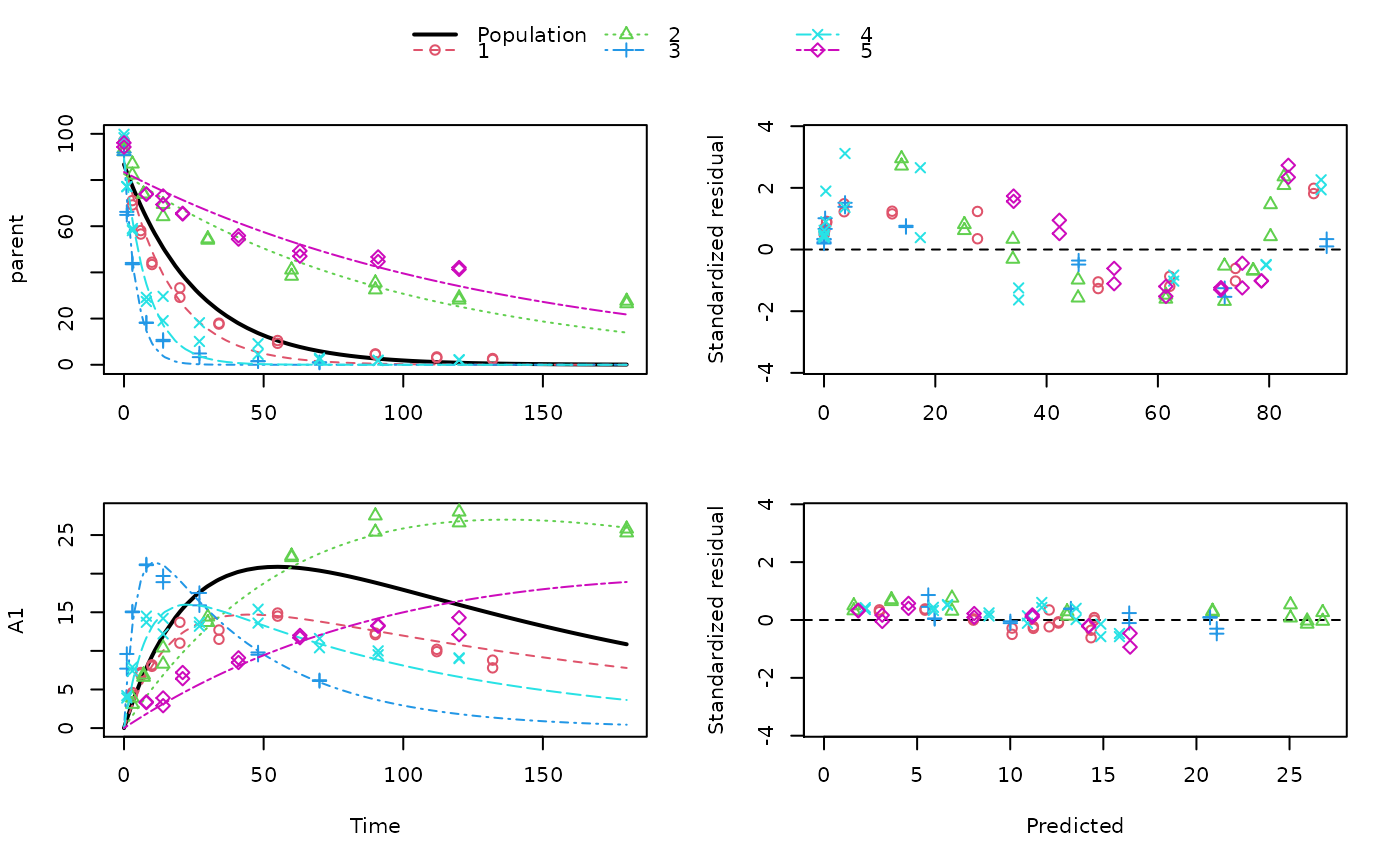 Population 2 4
1 3 5
parent
0 20 60 100
0 50 100 150
Standardized residual
-4 -2 0 2 4
0 20 40 60 80
A1
0 5 15 25
0 50 100 150
Time
Standardized residual
-4 -2 0 2 4
0 5 10 15 20 25
Predicted